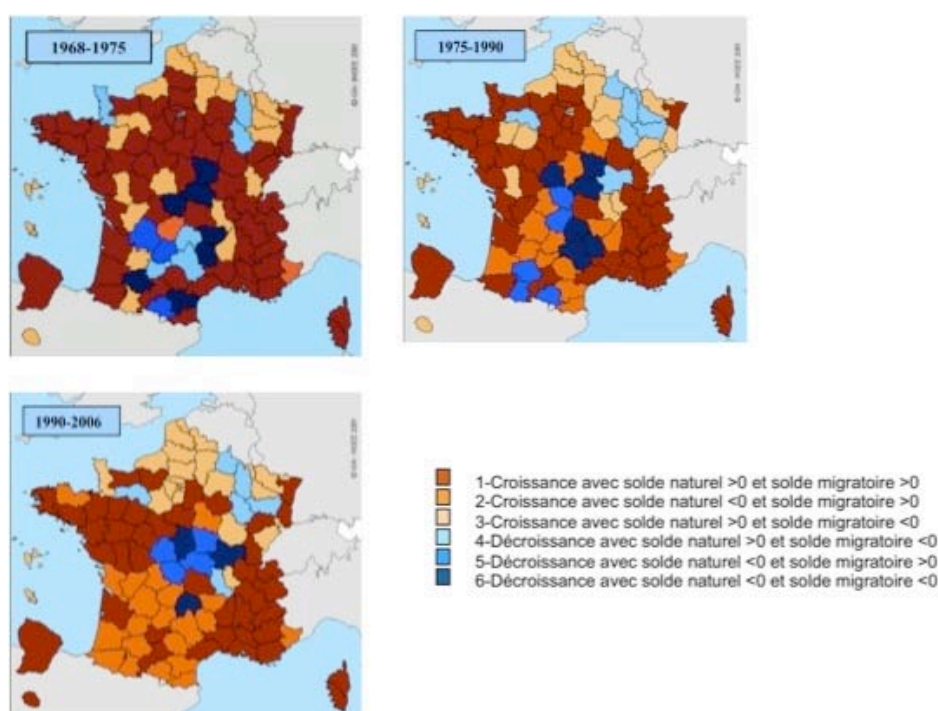 1968-1975
1975-1990
1990-2006
1-Croissance avec solde naturel >0 et solde migratoire >0
2-Croissance avec solde naturel <0 et solde migratoire >0
3-Croissance avec solde naturel >0 et solde migratoire <0
4-Décroissance avec solde naturel >0 et solde migratoire <0
5-Décroissance avec solde naturel <0 et solde migratoire >0
6-Décroissance avec solde naturel <0 et solde migratoire <0